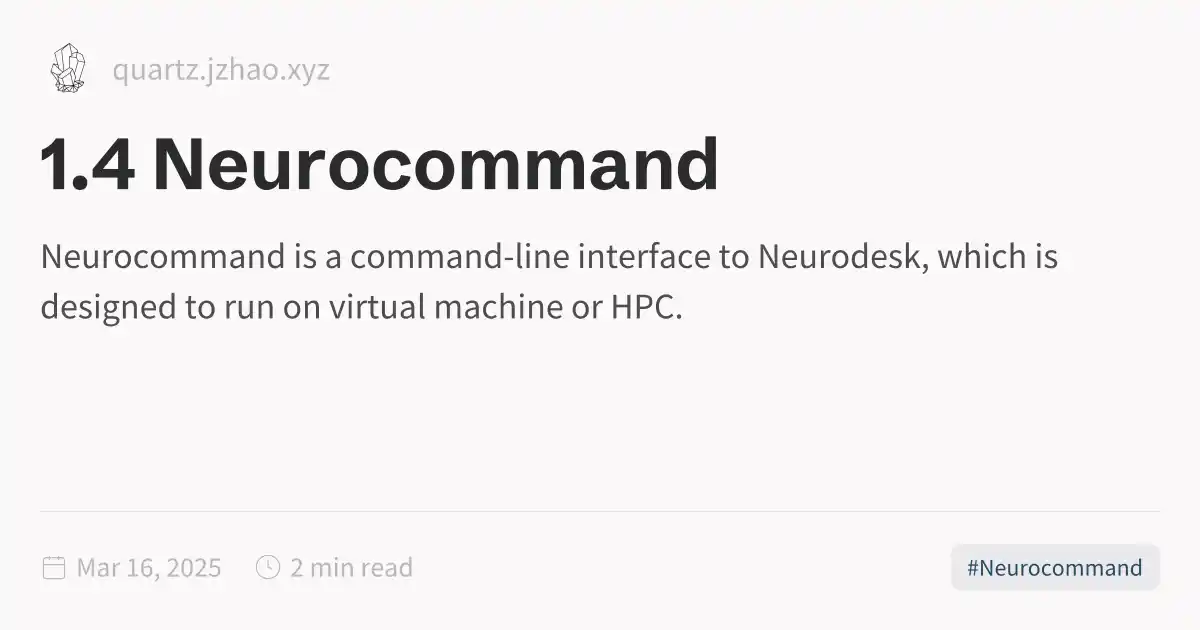 quartz.jzhao.xyz
1.4 Neurocommand
Neurocommand is a command-line interface to Neurodesk, which is
designed to run on virtual machine or HPC.
Mar 16, 2025 2 min read #Neurocommand